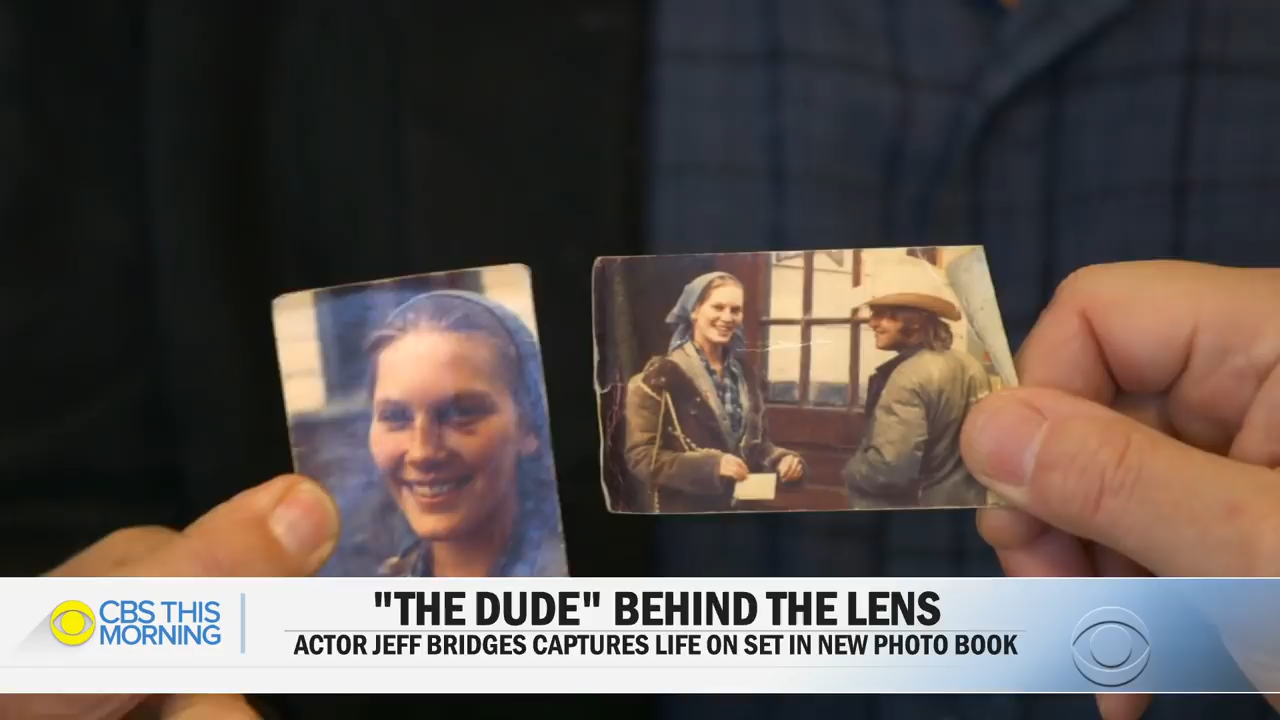 CBS THIS
MORNING
"THE DUDE" BEHIND THE LENS
ACTOR JEFF BRIDGES CAPTURES LIFE ON SET IN NEW PHOTO BOOK